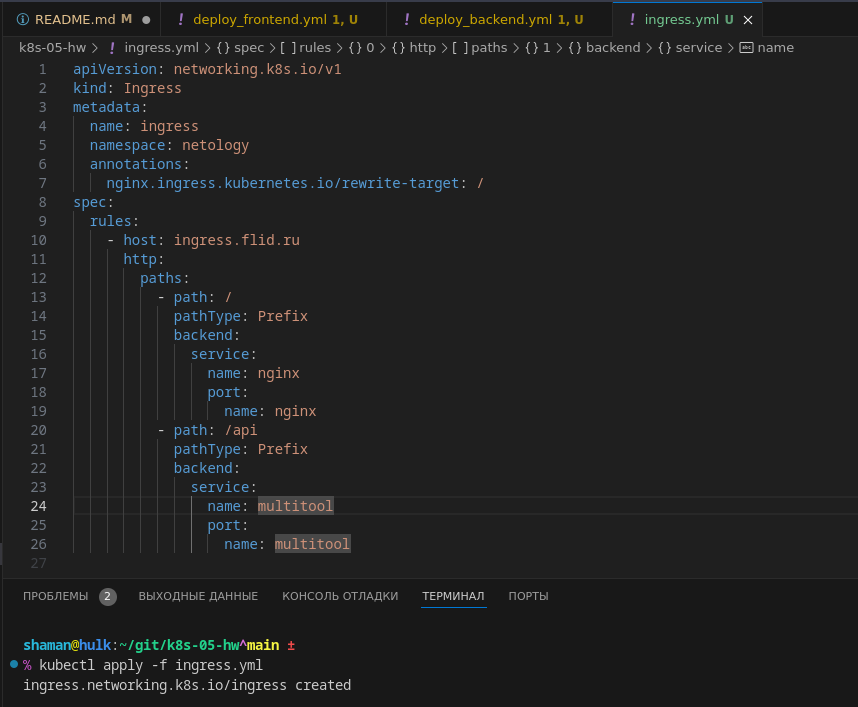 README.md M ● ! deploy_frontend.yml 1, U ! deploy_backend.yml 1, U ! ingress.yml U ×
k8s-05-hw > ! ingress.yml > {} spec > [ ] rules > {} 0 > {} http > [ ] paths > {} 1 > {} backend > {} service > abc name
1 apiVersion: networking.k8s.io/v1
2 kind: Ingress
3 metadata:
4   name: ingress
5   namespace: netology
6   annotations:
7     nginx.ingress.kubernetes.io/rewrite-target: /
8 spec:
9   rules:
10     - host: ingress.flid.ru
11       http:
12         paths:
13           - path: /
14             pathType: Prefix
15             backend:
16               service:
17                 name: nginx
18                 port:
19                   name: nginx
20           - path: /api
21             pathType: Prefix
22             backend:
23               service:
24                 name: multitool
25                 port:
26                   name: multitool
27
ПРОБЛЕМЫ 2 ВЫХОДНЫЕ ДАННЫЕ КОНСОЛЬ ОТЛАДКИ ТЕРМИНАЛ ПОРТЫ
shaman@hulk:~/git/k8s-05-hw^main ±
% kubectl apply -f ingress.yml
ingress.networking.k8s.io/ingress created